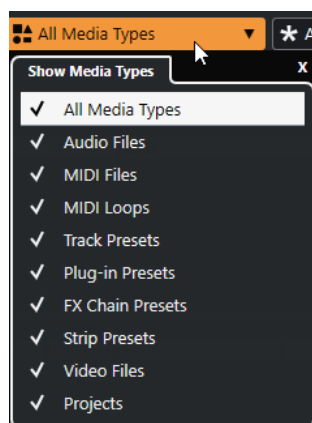 All Media Types
Show Media Types X
All Media Types
Audio Files
MIDI Files
MIDI Loops
Track Presets
Plug-in Presets
FX Chain Presets
Strip Presets
Video Files
Projects